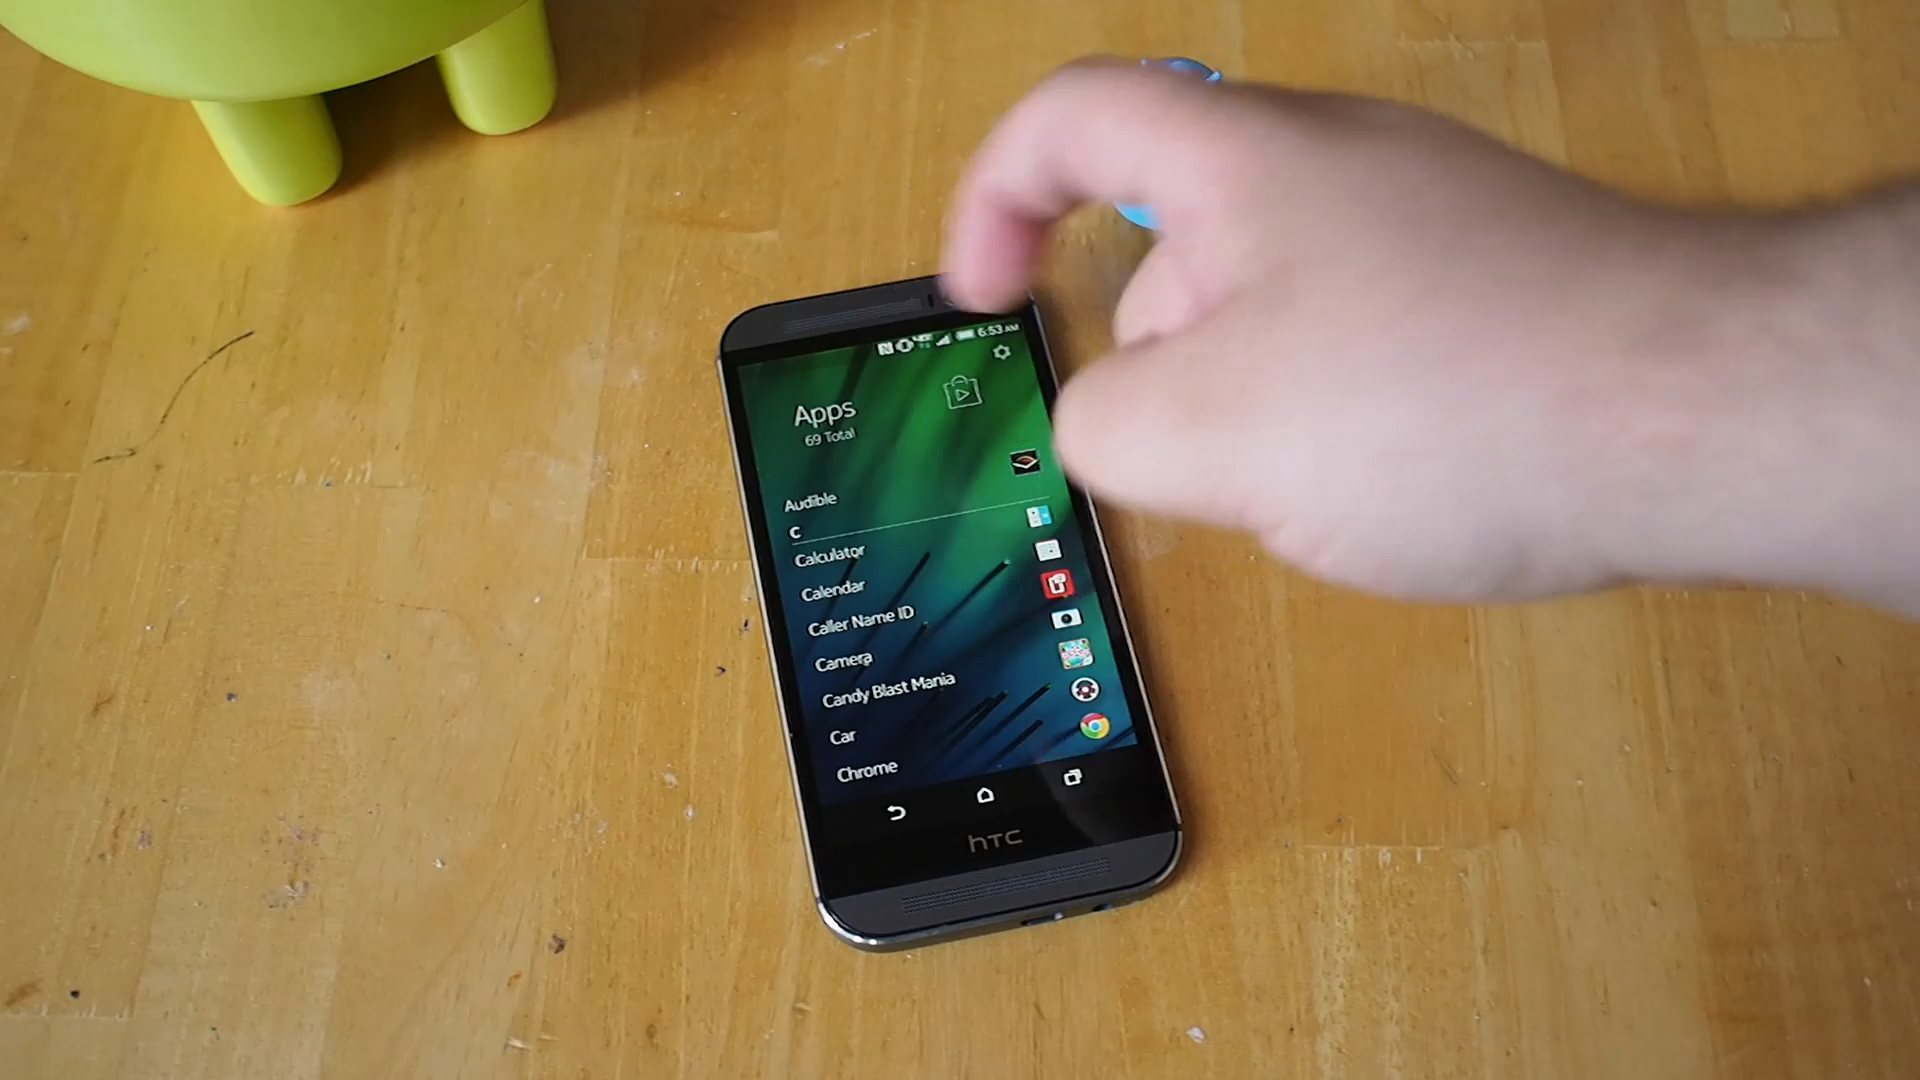 6:53 AM
Apps
69 Total
Audible
C
Calculator
Calendar
Caller Name ID
Camera
Candy Blast Mania
Car
Chrome
hTC